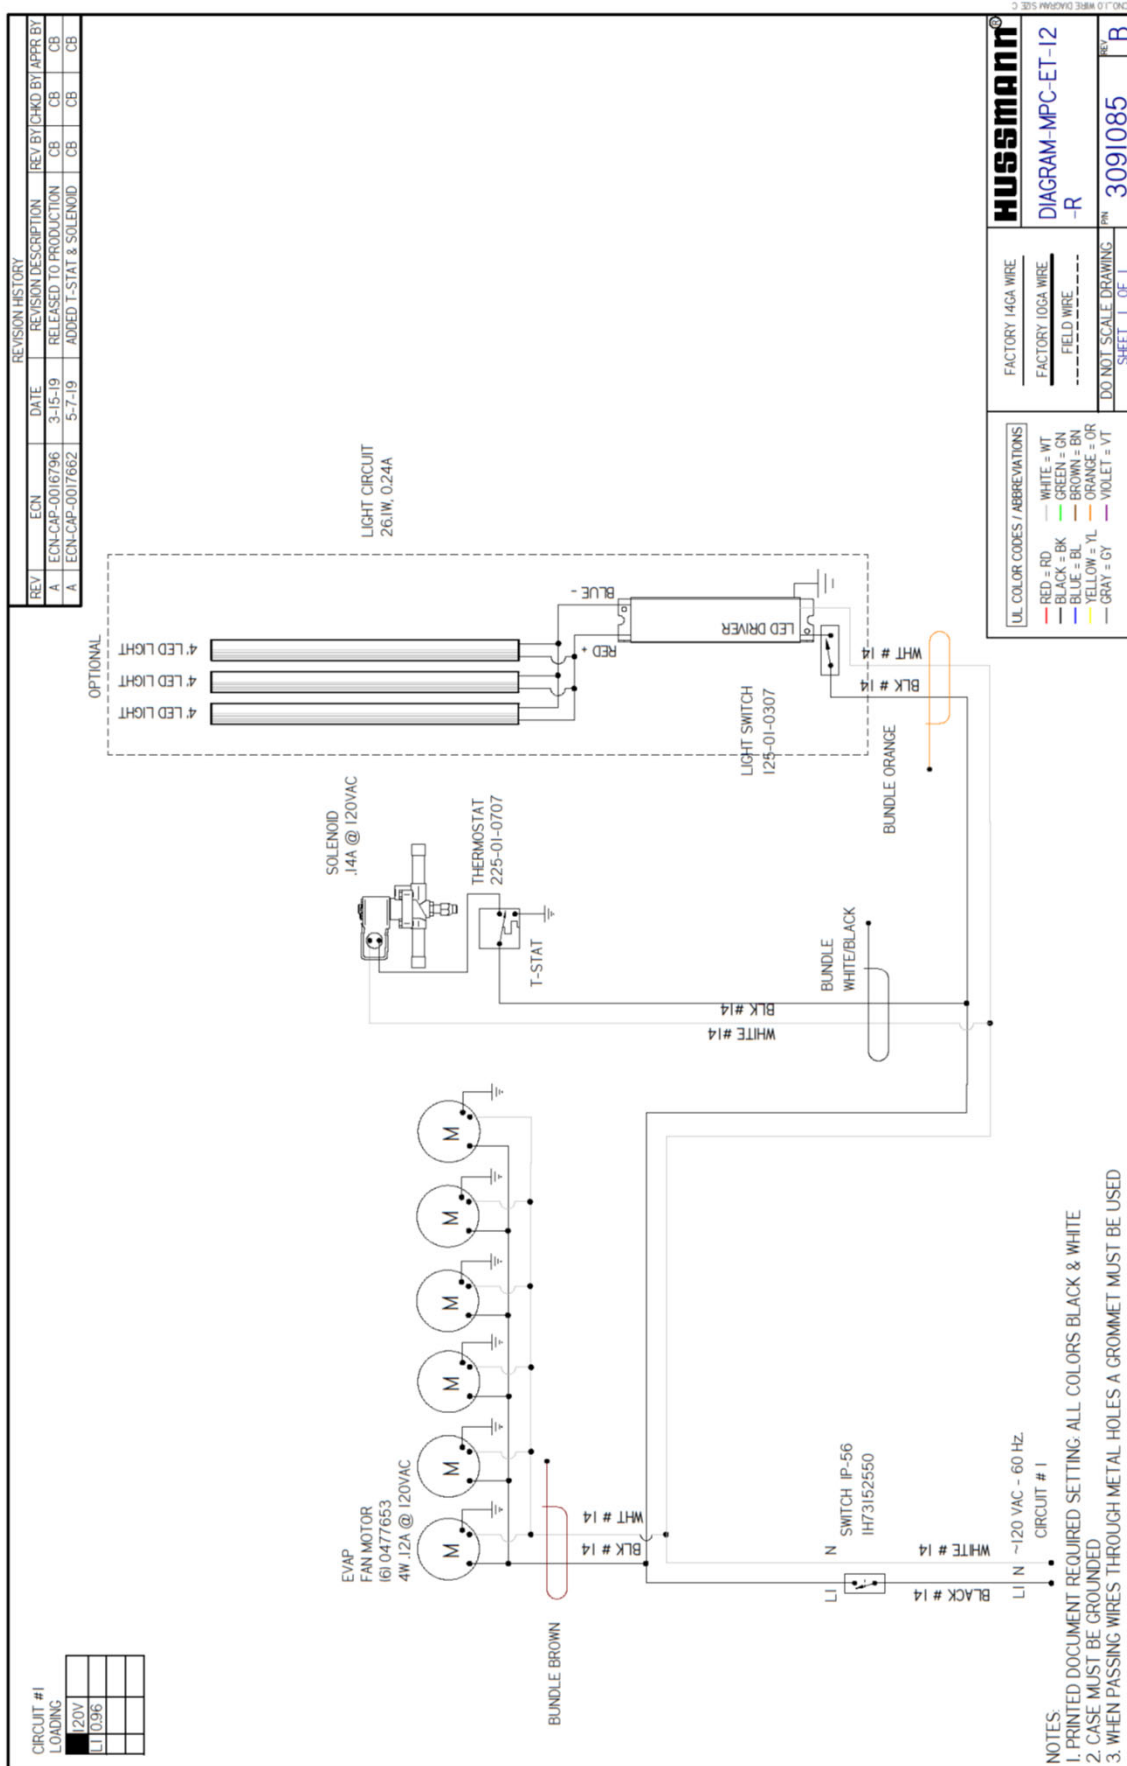 CIRCUIT #1
LOADING
120V
L1 0.96
REVISION HISTORY
REV ECN DATE REVISION DESCRIPTION REV BY CHKD BY APPR BY
A ECN-CAP-0016796 3-15-19 RELEASED TO PRODUCTION CB CB CB
A ECN-CAP-0017662 5-7-19 ADDED T-STAT & SOLENOID CB CB CB
OPTIONAL
4' LED LIGHT
4' LED LIGHT
4' LED LIGHT
LIGHT CIRCUIT
26.1W, 0.24A
RED +
BLUE -
LED DRIVER
LIGHT SWITCH
125-01-0307
BLK # 14
WHT # 14
BUNDLE ORANGE
SOLENOID
.14A @ 120VAC
THERMOSTAT
225-01-0707
T-STAT
BLK #14
WHITE #14
BUNDLE
WHITE/BLACK
EVAP
FAN MOTOR
(6) 0477653
4W .12A @ 120VAC
M
M
M
M
M
M
BUNDLE BROWN
BLK # 14
WHT # 14
L1 N
SWITCH IP-56
1H73152550
BLACK # 14
WHITE # 14
L1 N ~120 VAC - 60 Hz.
CIRCUIT # 1
NOTES:
1. PRINTED DOCUMENT REQUIRED SETTING: ALL COLORS BLACK & WHITE
2. CASE MUST BE GROUNDED
3. WHEN PASSING WIRES THROUGH METAL HOLES A GROMMET MUST BE USED
UL COLOR CODES / ABBREVIATIONS
RED = RD WHITE = WT
BLACK = BK GREEN = GN
BLUE = BL BROWN = BN
YELLOW = YL ORANGE = OR
GRAY = GY VIOLET = VT
FACTORY 14GA WIRE
FACTORY 10GA WIRE
FIELD WIRE
DO NOT SCALE DRAWING
SHEET 1 OF 1
HUSSMANN®
DIAGRAM-MPC-ET-12
-R
P/N 3091085
REV B